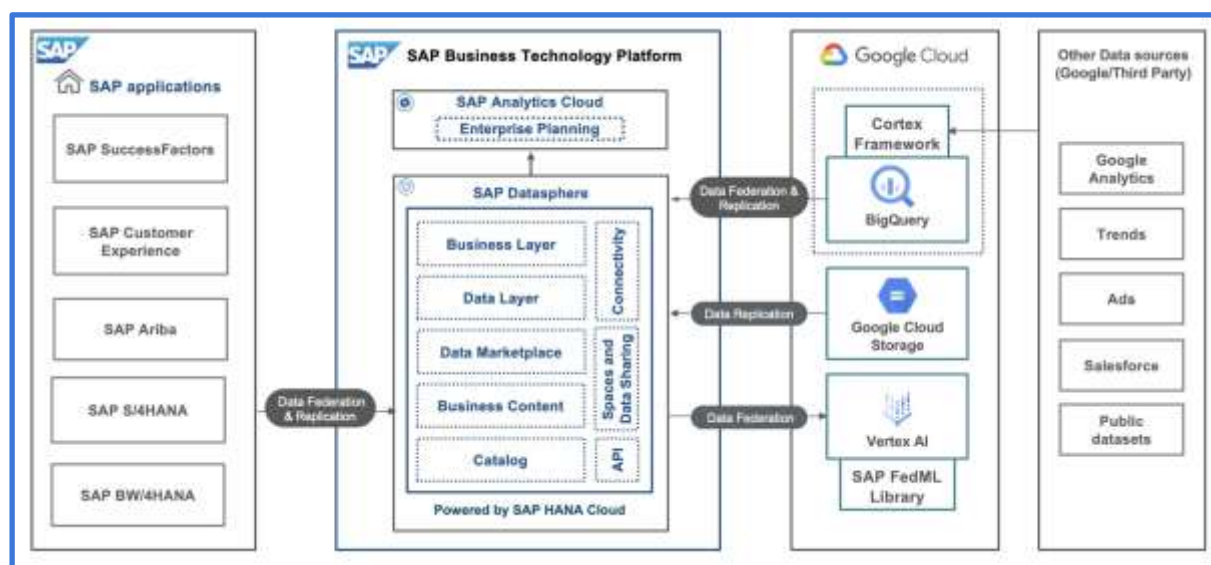 SAP
SAP applications
SAP SuccessFactors
SAP Customer
Experience
SAP Ariba
SAP S/4HANA
SAP BW/4HANA
Data Federation
& Replication
SAP
SAP Business Technology Platform
SAP Analytics Cloud
Enterprise Planning
SAP Datasphere
Business Layer
Data Layer
Data Marketplace
Business Content
Catalog
Connectivity
Spaces and
Data Sharing
API
Powered by SAP HANA Cloud
Data Federation &
Replication
Data Replication
Data Federation
Google Cloud
Cortex
Framework
BigQuery
Google Cloud
Storage
Vertex AI
SAP FedML
Library
Other Data sources
(Google/Third Party)
Google
Analytics
Trends
Ads
Salesforce
Public
datasets